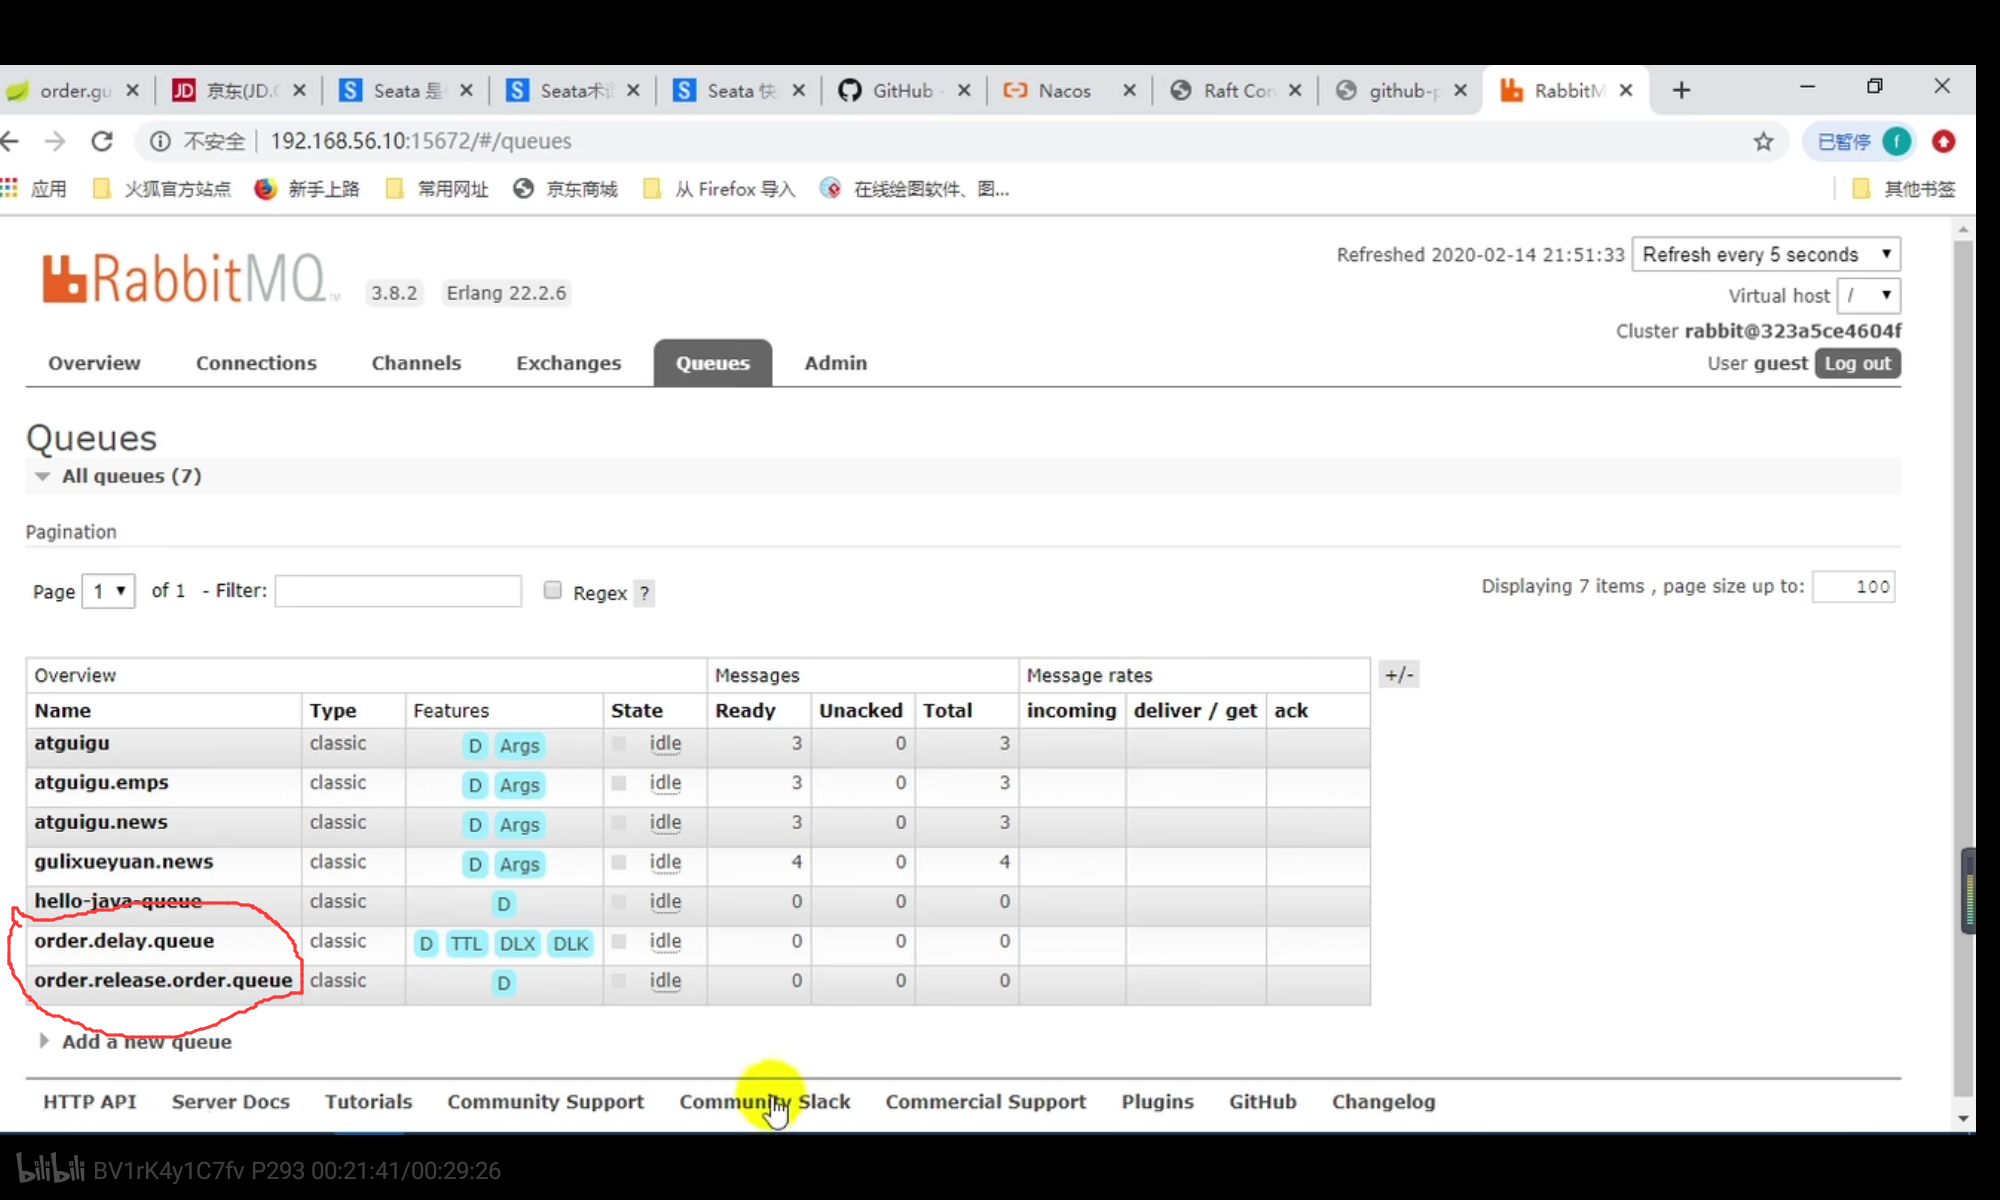 order.gu JD 京东(JD.C S Seata 是 S Seata术 S Seata 快 GitHub - Nacos Raft Con github-p RabbitM
不安全 192.168.56.10:15672/#/queues 已暂停 f
应用 火狐官方站点 新手上路 常用网址 京东商城 从 Firefox 导入 在线绘图软件、图... 其他书签
RabbitMQ TM 3.8.2 Erlang 22.2.6
Refreshed 2020-02-14 21:51:33 Refresh every 5 seconds
Virtual host /
Cluster rabbit@323a5ce4604f
User guest Log out
Overview Connections Channels Exchanges Queues Admin
Queues
All queues (7)
Pagination
Page 1 of 1 - Filter: Regex ? Displaying 7 items , page size up to: 100
Overview Messages Message rates +/-
Name Type Features State Ready Unacked Total incoming deliver / get ack
atguigu classic D Args idle 3 0 3
atguigu.emps classic D Args idle 3 0 3
atguigu.news classic D Args idle 3 0 3
gulixueyuan.news classic D Args idle 4 0 4
hello-java-queue classic D idle 0 0 0
order.delay.queue classic D TTL DLX DLK idle 0 0 0
order.release.order.queue classic D idle 0 0 0
Add a new queue
HTTP API Server Docs Tutorials Community Support Community Slack Commercial Support Plugins GitHub Changelog
bilibili BV1rK4y1C7fv P293 00:21:41/00:29:26